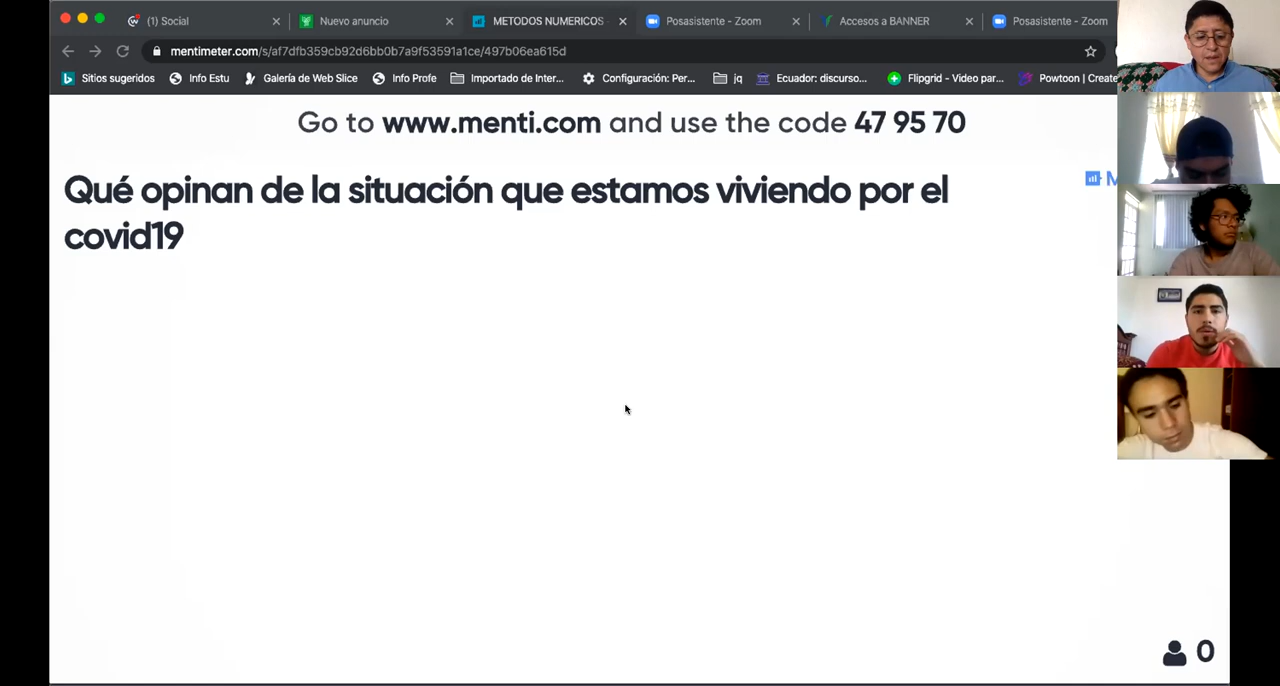 (1) Social
Nuevo anuncio
METODOS NUMERICOS
Posasistente - Zoom
Accesos a BANNER
Posasistente - Zoom
mentimeter.com/s/af7dfb359cb92d6bb0b7a9f53591a1ce/497b06ea615d
Sitios sugeridos
Info Estu
Galería de Web Slice
Info Profe
Importado de Inter...
Configuración: Per...
jq
Ecuador: discurso...
Flipgrid - Video par...
Powtoon | Create
Go to www.menti.com and use the code 47 95 70
Qué opinan de la situación que estamos viviendo por el
covid19
M
0